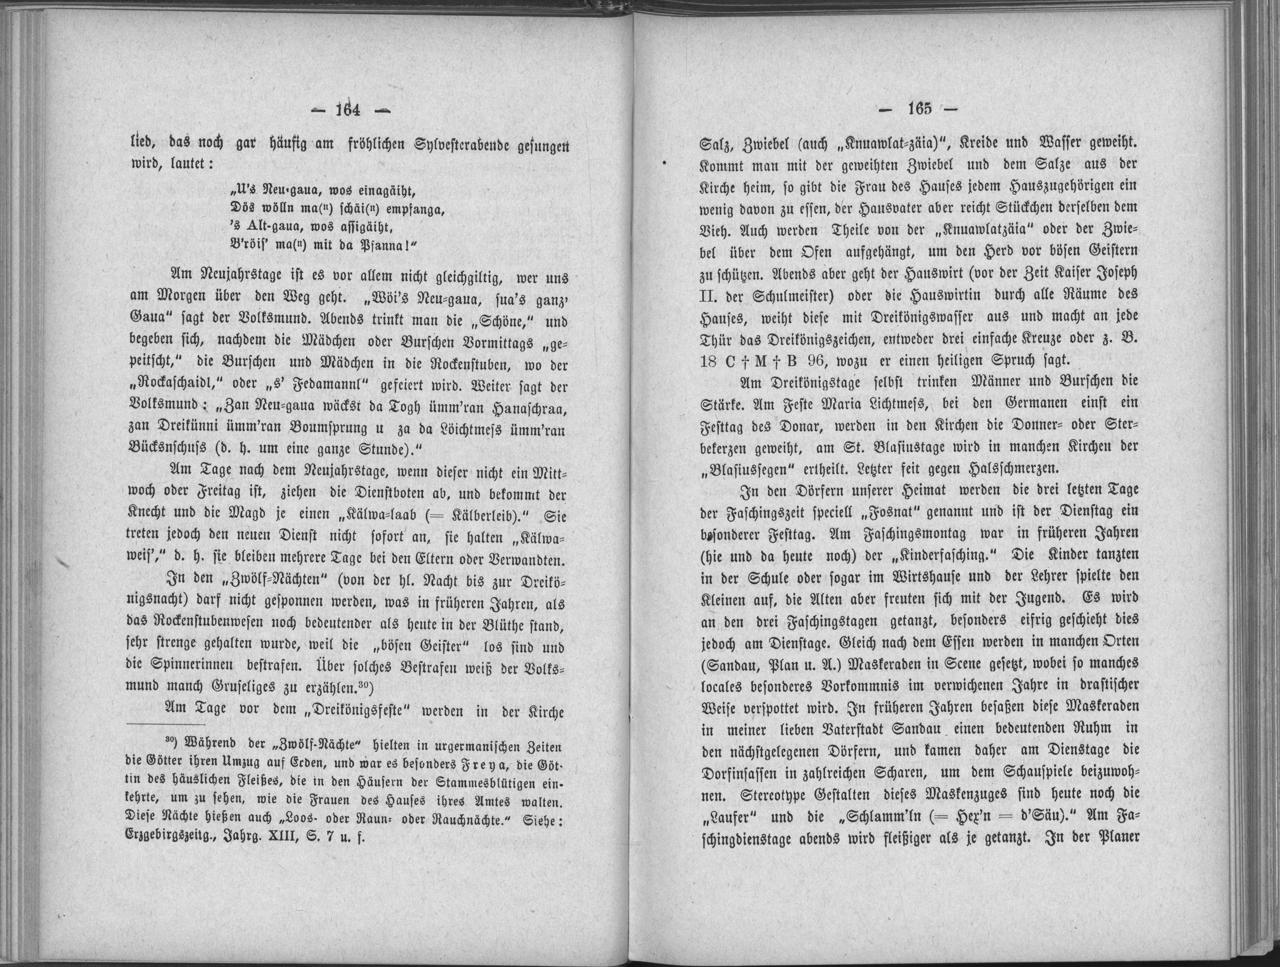 — 164 —
lied, das noch gar häufig am fröhlichen Sylvesterabende gesungen
wird, lautet:
„U's Neu-gaua, wos einagäiht,
Dös wölln ma(n) schäi(n) empfanga,
's Alt-gaua, wos affigäiht,
B'röis' ma(n) mit da Pfanna!“
Am Neujahrstage ist es vor allem nicht gleichgiltig, wer uns
am Morgen über den Weg geht. „Wöi's Neu-gaua, sua's ganz'
Gaua“ sagt der Volksmund. Abends trinkt man die „Schöne,“ und
begeben sich, nachdem die Mädchen oder Burschen Vormittags „ge-
peitscht,“ die Burschen und Mädchen in die Rockenstuben, wo der
„Rockaschaidl,“ oder „s' Fedamannl“ gefeiert wird. Weiter sagt der
Volksmund: „Zan Neu-gaua wäckst da Togh ümm'ran Hanaschraa,
zan Dreikünni ümm'ran Boumsprung u za da Löichtmess ümm'ran
Bücksnschuss (d. h. um eine ganze Stunde).“
Am Tage nach dem Neujahrstage, wenn dieser nicht ein Mitt-
woch oder Freitag ist, ziehen die Dienstboten ab, und bekommt der
Knecht und die Magd je einen „Kälwa-laab (= Kälberleib).“ Sie
treten jedoch den neuen Dienst nicht sofort an, sie halten „Kälwa-
weis',“ d. h. sie bleiben mehrere Tage bei den Eltern oder Verwandten.
In den „Zwölf-Nächten“ (von der hl. Nacht bis zur Dreikö-
nigsnacht) darf nicht gesponnen werden, was in früheren Jahren, als
das Rockenstubenwesen noch bedeutender als heute in der Blüthe stand,
sehr strenge gehalten wurde, weil die „bösen Geister“ los sind und
die Spinnerinnen bestrafen. Über solches Bestrafen weiß der Volks-
mund manch Gruseliges zu erzählen.30)
Am Tage vor dem „Dreikönigsfeste“ werden in der Kirche
30) Während der „Zwölf-Nächte“ hielten in urgermanischen Zeiten
die Götter ihren Umzug auf Erden, und war es besonders Freya, die Göt-
tin des häuslichen Fleißes, die in den Häusern der Stammesblütigen ein-
kehrte, um zu sehen, wie die Frauen des Hauses ihres Amtes walten.
Diese Nächte hießen auch „Loos- oder Raun- oder Rauchnächte.“ Siehe:
Erzgebirgszeitg., Jahrg. XIII, S. 7 u. f.
— 165 —
Salz, Zwiebel (auch „Knuawlat-zäia)“, Kreide und Wasser geweiht.
Kommt man mit der geweihten Zwiebel und dem Salze aus der
Kirche heim, so gibt die Frau des Hauses jedem Hauszugehörigen ein
wenig davon zu essen, der Hausvater aber reicht Stückchen derselben dem
Vieh. Auch werden Theile von der „Knuawlatzäia“ oder der Zwie-
bel über dem Ofen aufgehängt, um den Herd vor bösen Geistern
zu schützen. Abends aber geht der Hauswirt (vor der Zeit Kaiser Joseph
II. der Schulmeister) oder die Hauswirtin durch alle Räume des
Hauses, weiht diese mit Dreikönigswasser aus und macht an jede
Thür das Dreikönigszeichen, entweder drei einfache Kreuze oder z. B.
18 C † M † B 96, wozu er einen heiligen Spruch sagt.
Am Dreikönigstage selbst trinken Männer und Burschen die
Stärke. Am Feste Maria Lichtmess, bei den Germanen einst ein
Festtag des Donar, werden in den Kirchen die Donner- oder Ster-
bekerzen geweiht, am St. Blasiustage wird in manchen Kirchen der
„Blasiussegen“ ertheilt. Letzter feit gegen Halsschmerzen.
In den Dörfern unserer Heimat werden die drei letzten Tage
der Faschingszeit speciell „Fosnat“ genannt und ist der Dienstag ein
besonderer Festtag. Am Faschingsmontag war in früheren Jahren
(hie und da heute noch) der „Kinderfasching.“ Die Kinder tanzten
in der Schule oder sogar im Wirtshause und der Lehrer spielte den
Kleinen auf, die Alten aber freuten sich mit der Jugend. Es wird
an den drei Faschingstagen getanzt, besonders eifrig geschieht dies
jedoch am Dienstage. Gleich nach dem Essen werden in manchen Orten
(Sandau, Plan u. A.) Maskeraden in Scene gesetzt, wobei so manches
locales besonderes Vorkommnis im verwichenen Jahre in drastischer
Weise verspottet wird. In früheren Jahren besaßen diese Maskeraden
in meiner lieben Vaterstadt Sandau einen bedeutenden Ruhm in
den nächstgelegenen Dörfern, und kamen daher am Dienstage die
Dorfinsassen in zahlreichen Scharen, um dem Schauspiele beizuwoh-
nen. Stereotype Gestalten dieses Maskenzuges sind heute noch die
„Laufer“ und die „Schlamm'ln (= Hex'n = d'Säu).“ Am Fa-
schingdienstage abends wird fleißiger als je getanzt. In der Planer